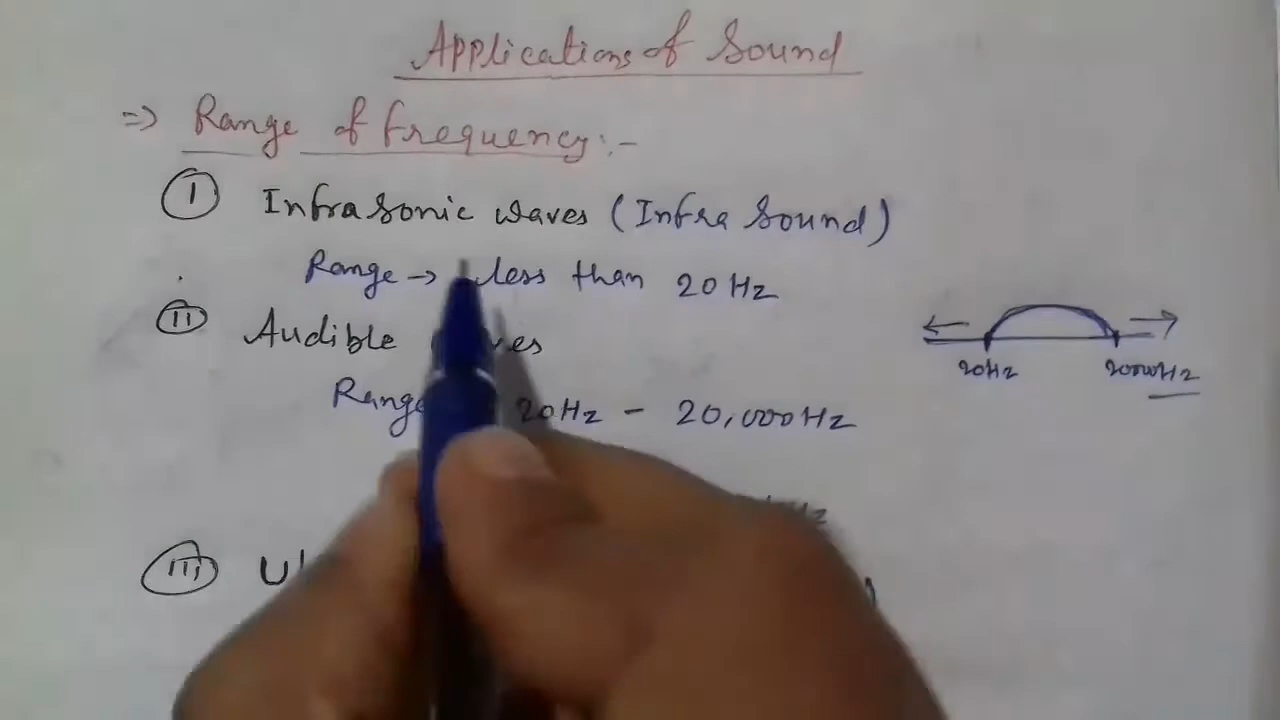 Applications of Sound
=> Range of frequency:-
(I) Infrasonic waves (Infra Sound)
Range → less than 20 Hz
(II) Audible
Range 20Hz - 20,000Hz
20Hz 20000Hz
(III)